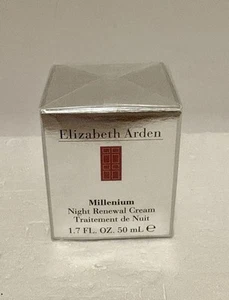 Elizabeth Arden
Millenium
Night Renewal Cream
Traitement de Nuit
1.7 FL. OZ. 50 mL ℮